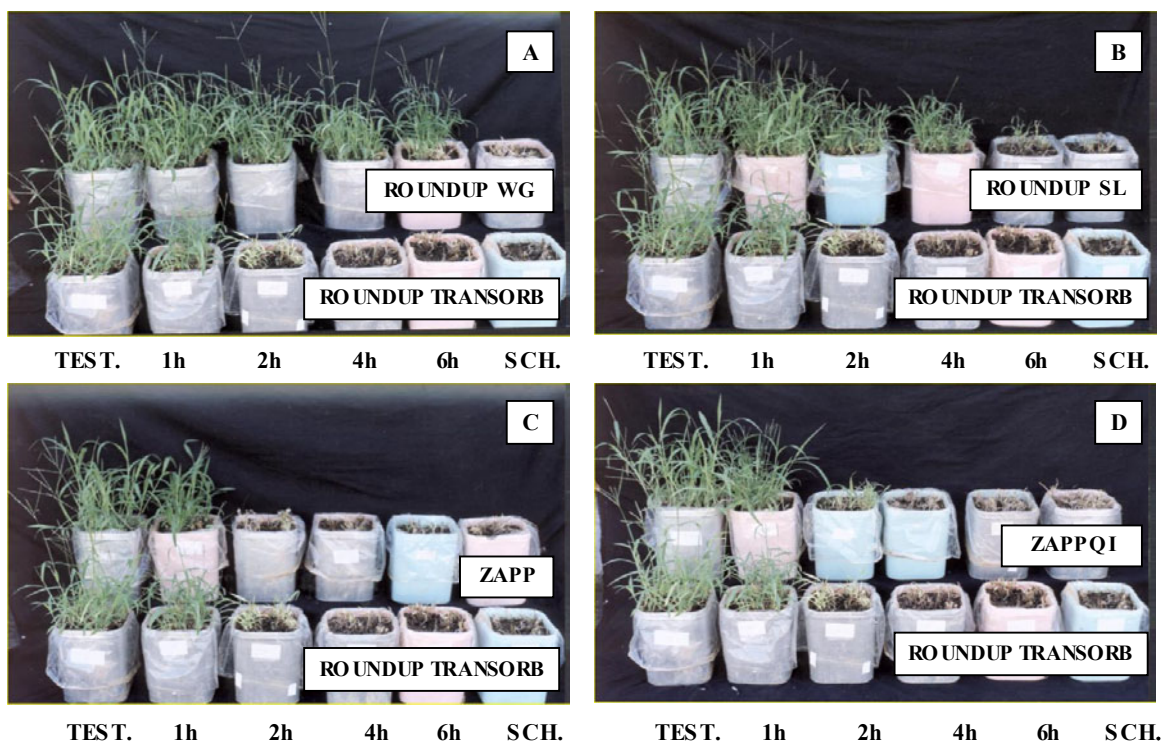 A
ROUNDUP WG
ROUNDUP TRANSORB
TEST. 1h 2h 4h 6h SCH.
B
ROUNDUP SL
ROUNDUP TRANSORB
TEST. 1h 2h 4h 6h SCH.
C
ZAPP
ROUNDUP TRANSORB
TEST. 1h 2h 4h 6h SCH.
D
ZAPPQI
ROUNDUP TRANSORB
TEST. 1h 2h 4h 6h SCH.